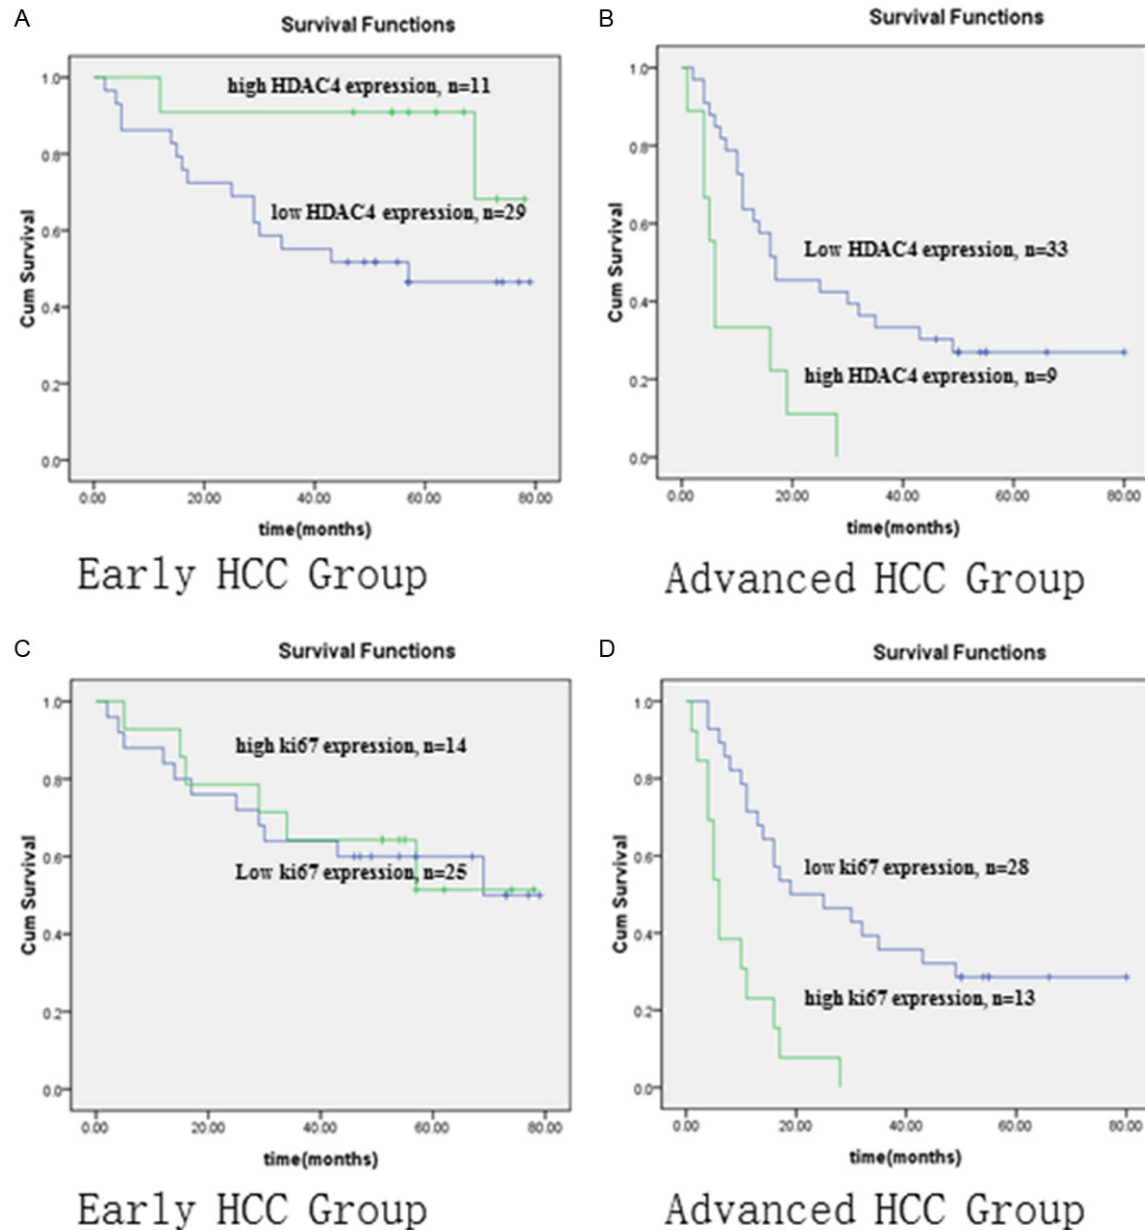 A
Survival Functions
1.0
0.8
0.6
0.4
0.2
0.0
Cum Survival
high HDAC4 expression, n=11
low HDAC4 expression, n=29
0.00 20.00 40.00 60.00 80.00
time(months)
Early HCC Group
B
Survival Functions
1.0
0.8
0.6
0.4
0.2
0.0
Cum Survival
Low HDAC4 expression, n=33
high HDAC4 expression, n=9
0.00 20.00 40.00 60.00 80.00
time(months)
Advanced HCC Group
C
Survival Functions
1.0
0.8
0.6
0.4
0.2
0.0
Cum Survival
high ki67 expression, n=14
Low ki67 expression, n=25
0.00 20.00 40.00 60.00 80.00
time(months)
Early HCC Group
D
Survival Functions
1.0
0.8
0.6
0.4
0.2
0.0
Cum Survival
low ki67 expression, n=28
high ki67 expression, n=13
0.00 20.00 40.00 60.00 80.00
time(months)
Advanced HCC Group